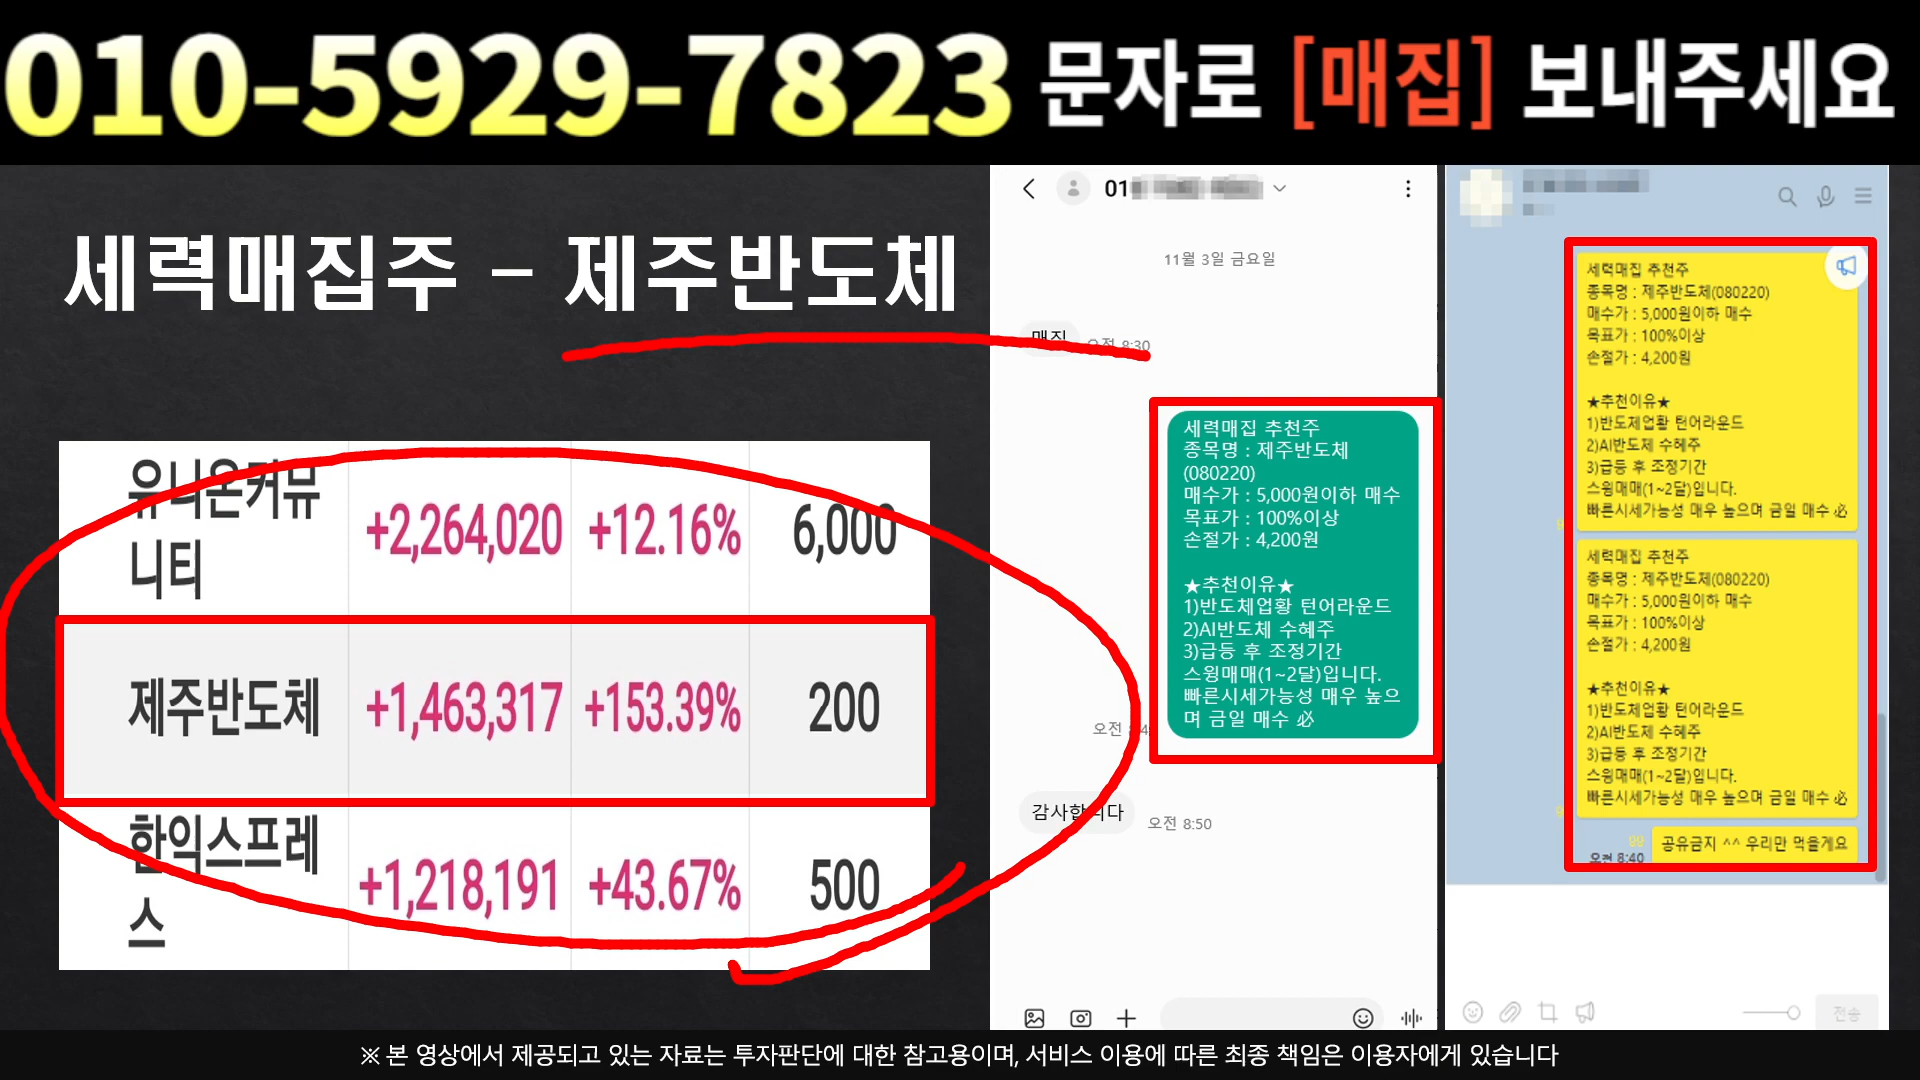 010-5929-7823 문자로 [매집] 보내주세요
세력매집주 - 제주반도체
유니온커뮤
니티
+2,264,020 +12.16% 6,000
제주반도체 +1,463,317 +153.39% 200
한익스프레
스
+1,218,191 +43.67% 500
01
11월 3일 금요일
매집
오전 8:30
세력매집 추천주
종목명 : 제주반도체
(080220)
매수가 : 5,000원이하 매수
목표가 : 100%이상
손절가 : 4,200원
★추천이유★
1)반도체업황 턴어라운드
2)AI반도체 수혜주
3)급등 후 조정기간
스윙매매(1~2달)입니다.
빠른시세가능성 매우 높으
며 금일 매수 必
오전
감사합니다
오전 8:50
세력매집 추천주
종목명 : 제주반도체(080220)
매수가 : 5,000원이하 매수
목표가 : 100%이상
손절가 : 4,200원
★추천이유★
1)반도체업황 턴어라운드
2)AI반도체 수혜주
3)급등 후 조정기간
스윙매매(1~2달)입니다.
빠른시세가능성 매우 높으며 금일 매수 必
세력매집 추천주
종목명 : 제주반도체(080220)
매수가 : 5,000원이하 매수
목표가 : 100%이상
손절가 : 4,200원
★추천이유★
1)반도체업황 턴어라운드
2)AI반도체 수혜주
3)급등 후 조정기간
스윙매매(1~2달)입니다.
빠른시세가능성 매우 높으며 금일 매수 必
오전 8:40
공유금지 ^^ 우리만 먹을게요
전송
※ 본 영상에서 제공되고 있는 자료는 투자판단에 대한 참고용이며, 서비스 이용에 따른 최종 책임은 이용자에게 있습니다